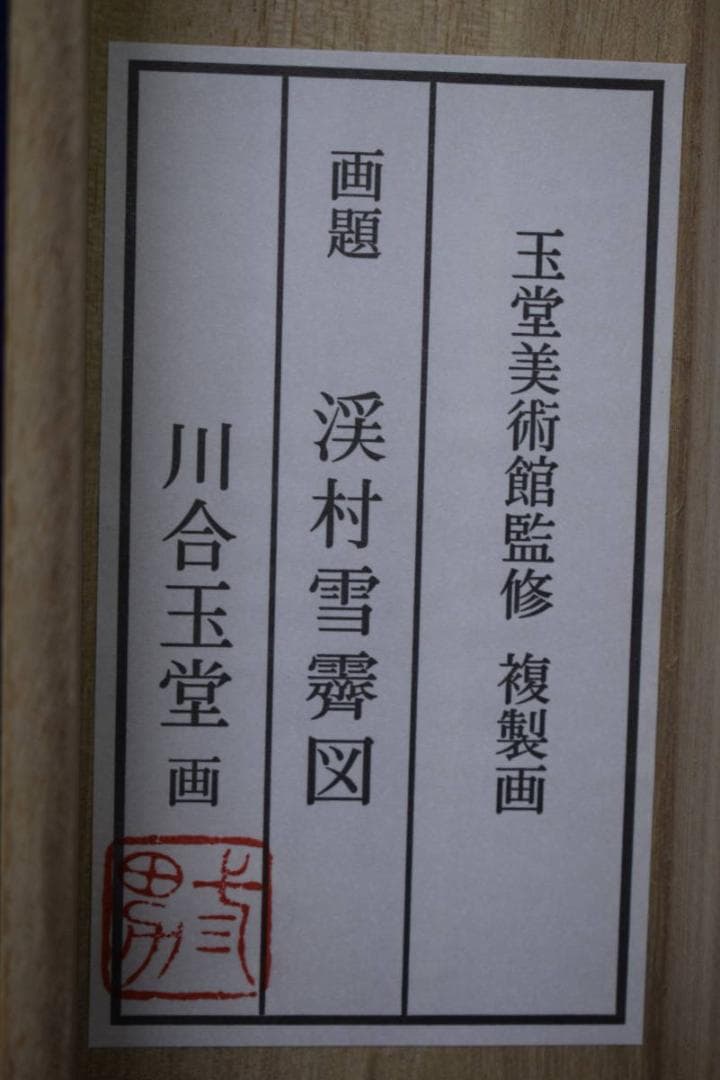 玉堂美術館監修 複製画
画題 渓村雪霽図
川合玉堂 画